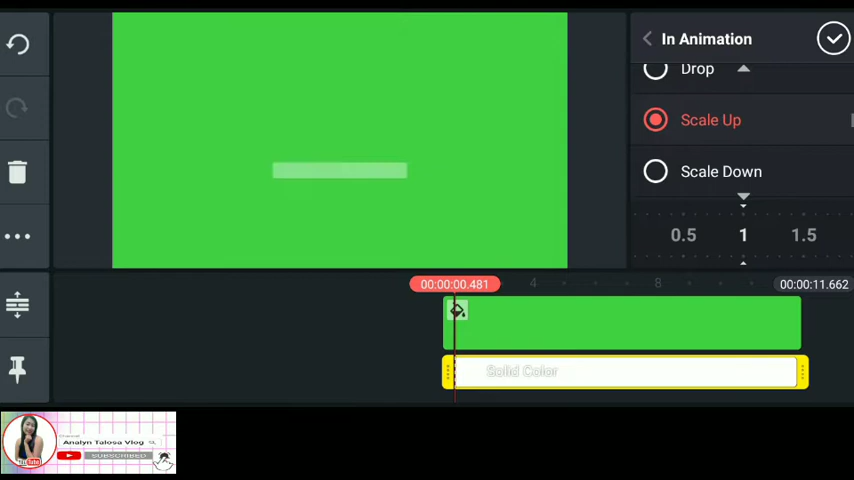 In Animation
Drop
Scale Up
Scale Down
0.5 1 1.5
00:00:00.481 4 8 00:00:11.662
Solid Color
Analyn Talosa Vlog
SUBSCRIBED